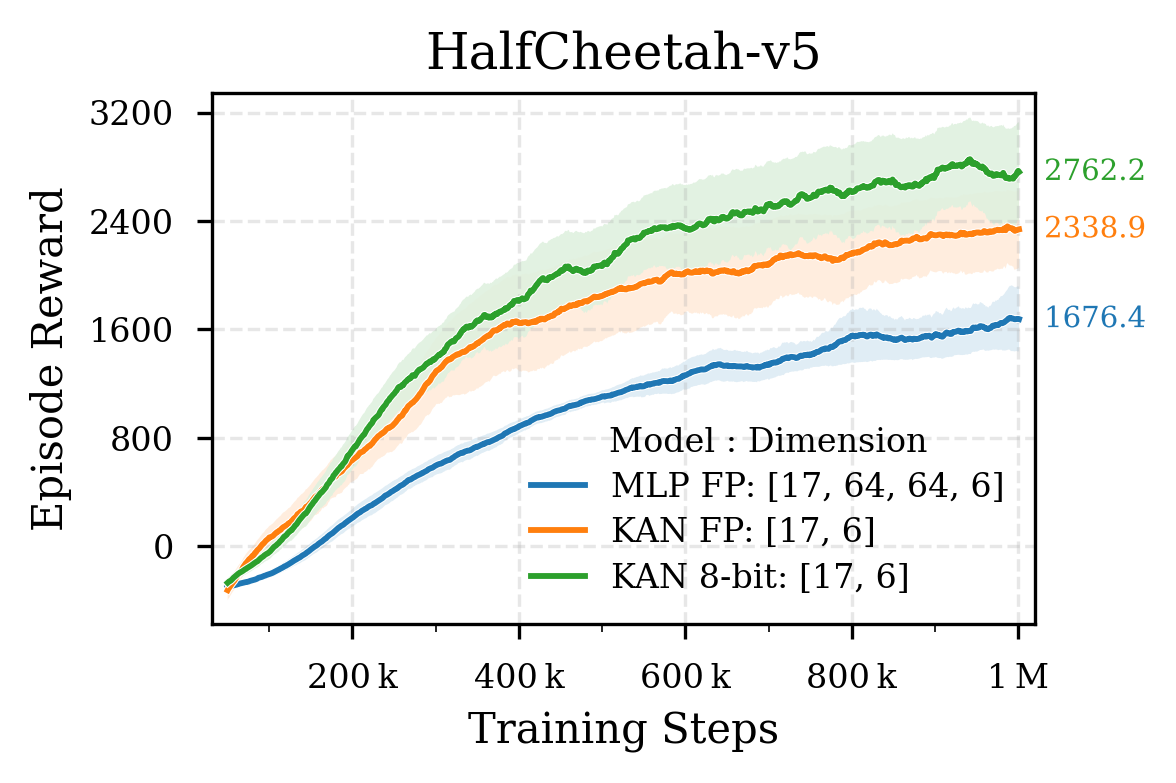 HalfCheetah-v5
3200
2400
1600
800
0
Episode Reward
2762.2
2338.9
1676.4
Model : Dimension
MLP FP: [17, 64, 64, 6]
KAN FP: [17, 6]
KAN 8-bit: [17, 6]
200 k
400 k
600 k
800 k
1 M
Training Steps